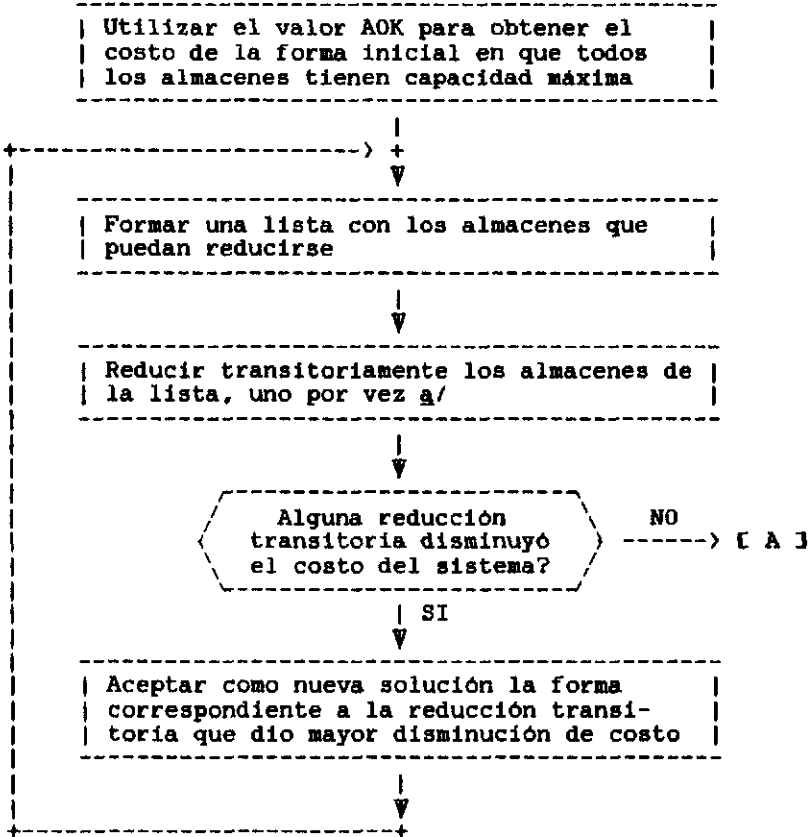 Utilizar el valor AOK para obtener el
costo de la forma inicial en que todos
los almacenes tienen capacidad máxima
Formar una lista con los almacenes que
puedan reducirse
Reducir transitoriamente los almacenes de
la lista, uno por vez a/
Alguna reducción
transitoria disminuyó
el costo del sistema?
NO
[ A ]
SI
Aceptar como nueva solución la forma
correspondiente a la reducción transi-
toria que dio mayor disminución de costo